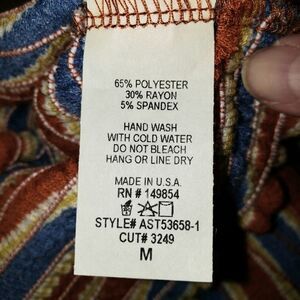 65% POLYESTER
30% RAYON
5% SPANDEX
HAND WASH
WITH COLD WATER
DO NOT BLEACH
HANG OR LINE DRY
MADE IN U.S.A.
RN # 149854
STYLE# AST53658-1
CUT# 3249
M